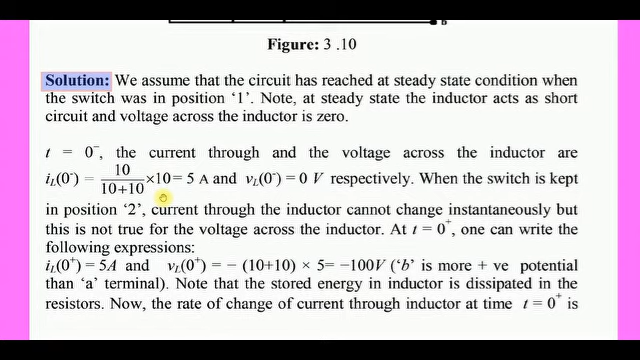 b
Figure: 3 .10
Solution: We assume that the circuit has reached at steady state condition when
the switch was in position ‘1’. Note, at steady state the inductor acts as short
circuit and voltage across the inductor is zero.
t = 0⁻, the current through and the voltage across the inductor are
i_L(0⁻) = 10/(10+10) ×10 = 5 A and v_L(0⁻) = 0 V respectively. When the switch is kept
in position ‘2’, current through the inductor cannot change instantaneously but
this is not true for the voltage across the inductor. At t = 0⁺, one can write the
following expressions:
i_L(0⁺) = 5A and v_L(0⁺) = − (10+10) × 5= −100V (‘b’ is more + ve potential
than ‘a’ terminal). Note that the stored energy in inductor is dissipated in the
resistors. Now, the rate of change of current through inductor at time t = 0⁺ is